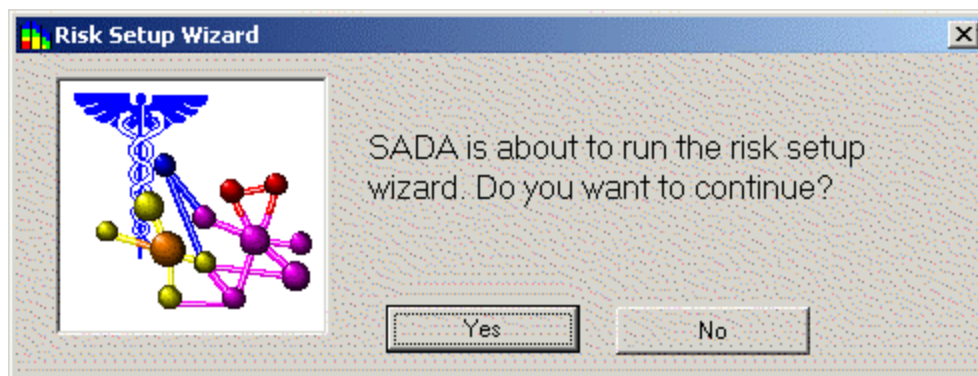 Risk Setup Wizard
SADA is about to run the risk setup
wizard. Do you want to continue?
Yes
No